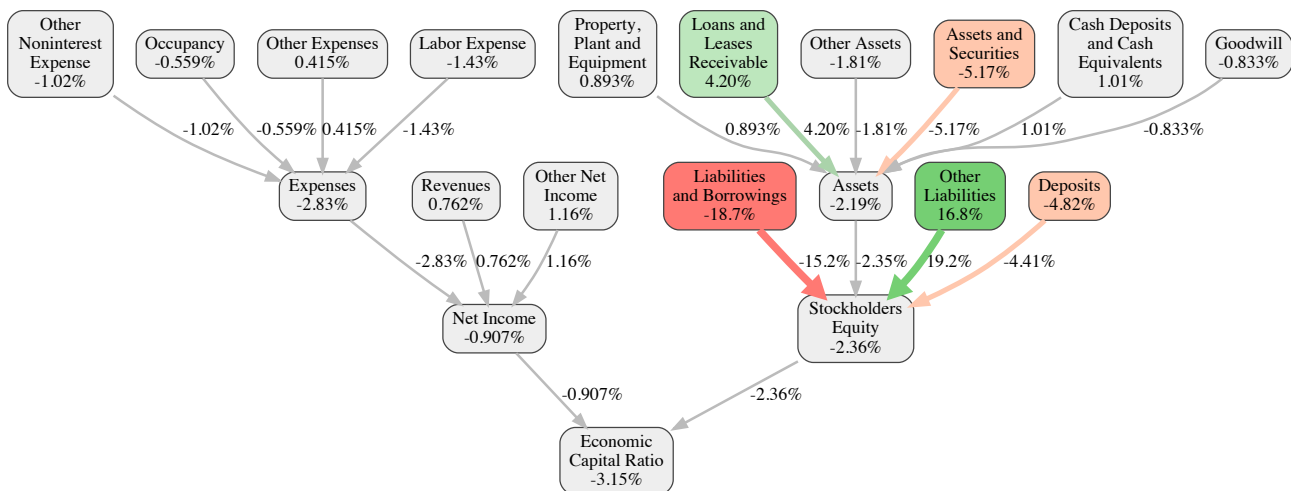 Other
Noninterest
Expense
-1.02%
Occupancy
-0.559%
Other Expenses
0.415%
Labor Expense
-1.43%
Property,
Plant and
Equipment
0.893%
Loans and
Leases
Receivable
4.20%
Other Assets
-1.81%
Assets and
Securities
-5.17%
Cash Deposits
and Cash
Equivalents
1.01%
Goodwill
-0.833%
-1.02%
-0.559%
0.415%
-1.43%
0.893%
4.20%
-1.81%
-5.17%
1.01%
-0.833%
Expenses
-2.83%
Revenues
0.762%
Other Net
Income
1.16%
Liabilities
and Borrowings
-18.7%
Assets
-2.19%
Other
Liabilities
16.8%
Deposits
-4.82%
-2.83%
0.762%
1.16%
-15.2%
-2.35%
19.2%
-4.41%
Net Income
-0.907%
Stockholders
Equity
-2.36%
-0.907%
-2.36%
Economic
Capital Ratio
-3.15%